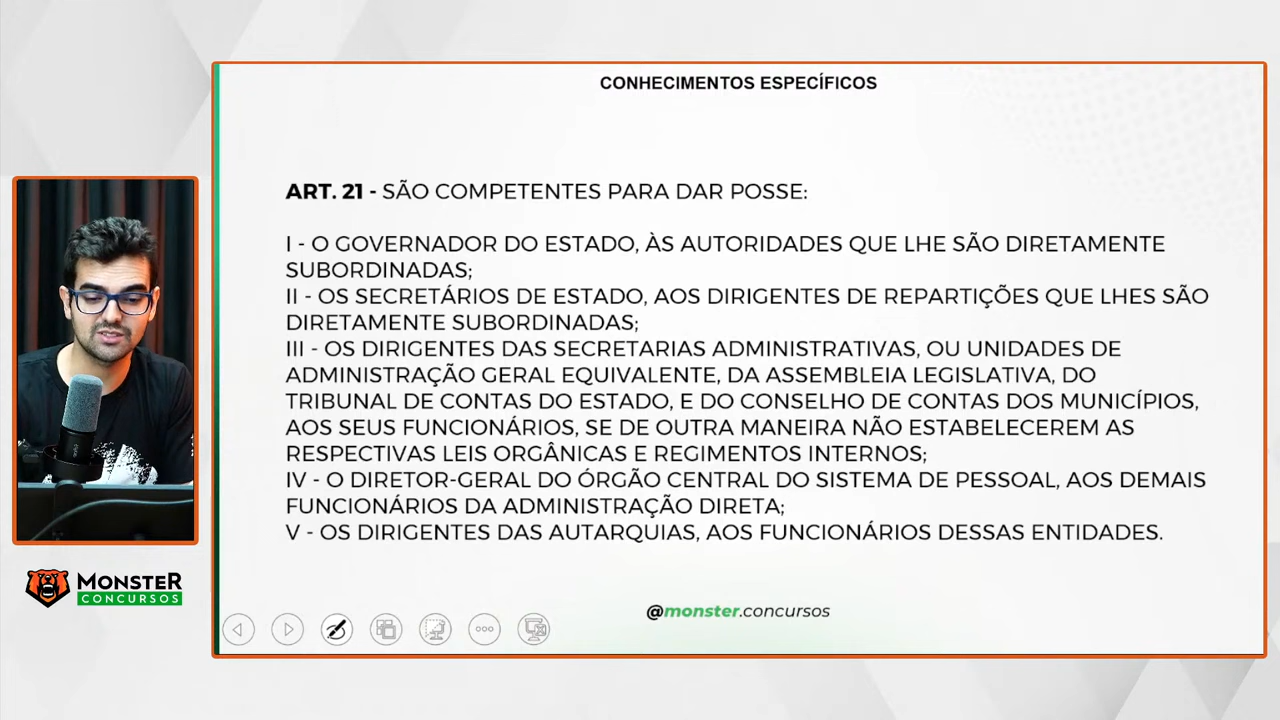 CONHECIMENTOS ESPECÍFICOS
ART. 21 - SÃO COMPETENTES PARA DAR POSSE:
I - O GOVERNADOR DO ESTADO, ÀS AUTORIDADES QUE LHE SÃO DIRETAMENTE
SUBORDINADAS;
II - OS SECRETÁRIOS DE ESTADO, AOS DIRIGENTES DE REPARTIÇÕES QUE LHES SÃO
DIRETAMENTE SUBORDINADAS;
III - OS DIRIGENTES DAS SECRETARIAS ADMINISTRATIVAS, OU UNIDADES DE
ADMINISTRAÇÃO GERAL EQUIVALENTE, DA ASSEMBLEIA LEGISLATIVA, DO
TRIBUNAL DE CONTAS DO ESTADO, E DO CONSELHO DE CONTAS DOS MUNICÍPIOS,
AOS SEUS FUNCIONÁRIOS, SE DE OUTRA MANEIRA NÃO ESTABELECEREM AS
RESPECTIVAS LEIS ORGÂNICAS E REGIMENTOS INTERNOS;
IV - O DIRETOR-GERAL DO ÓRGÃO CENTRAL DO SISTEMA DE PESSOAL, AOS DEMAIS
FUNCIONÁRIOS DA ADMINISTRAÇÃO DIRETA;
V - OS DIRIGENTES DAS AUTARQUIAS, AOS FUNCIONÁRIOS DESSAS ENTIDADES.
MONSTER
CONCURSOS
@monster.concursos